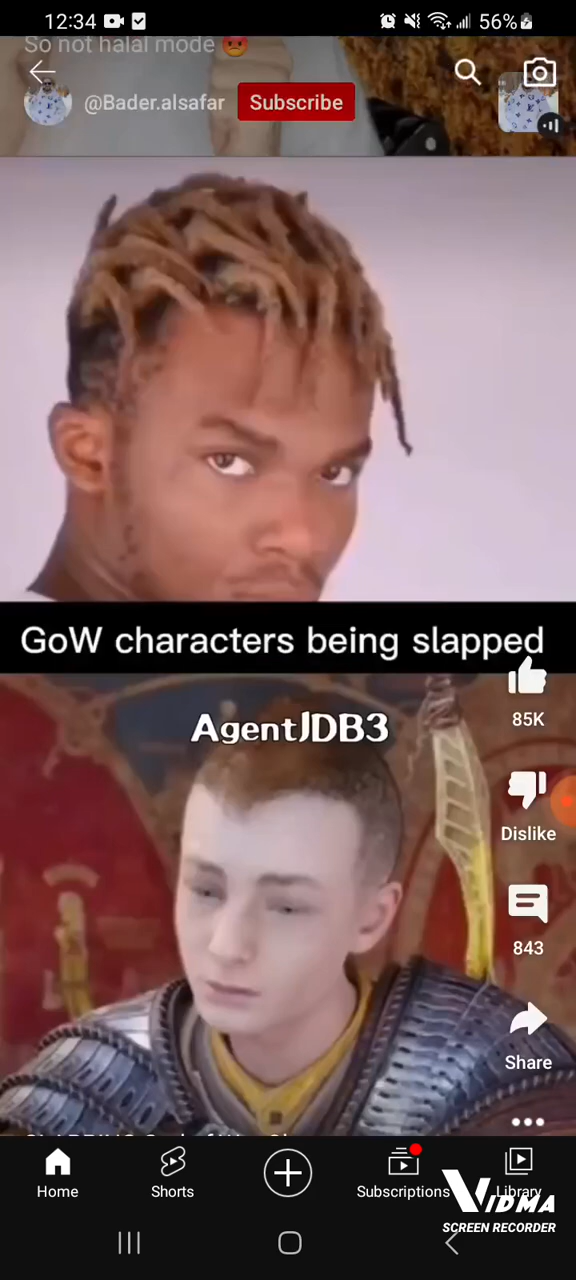 12:34
56%
So not halal mode 😡
@Bader.alsafar
Subscribe
GoW characters being slapped
AgentJDB3
85K
Dislike
843
Share
Home
Shorts
Subscriptions
Library
VIDMA
SCREEN RECORDER